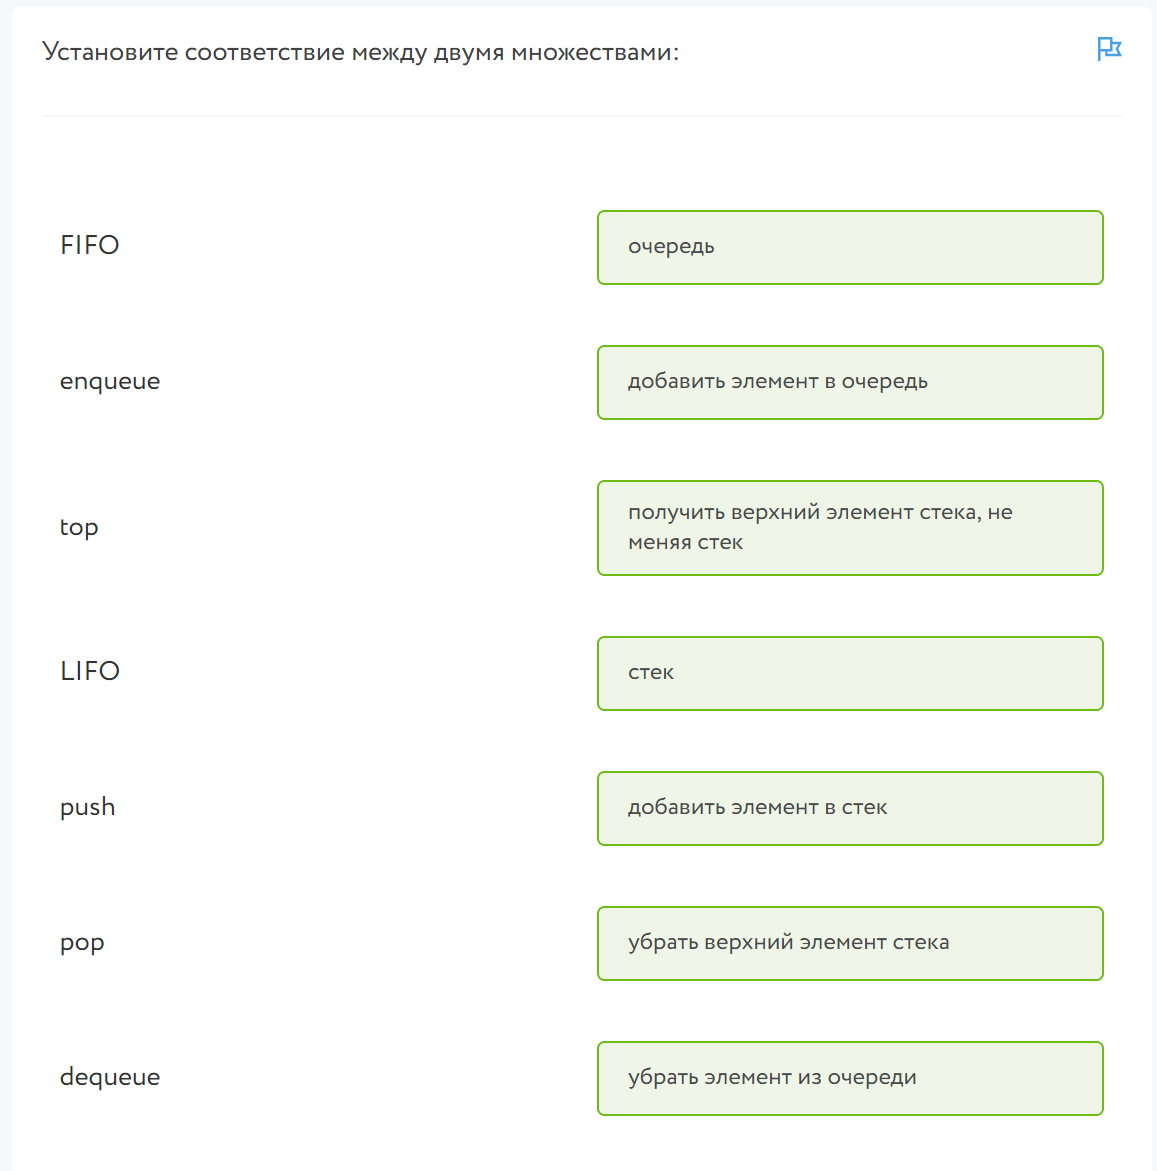 Установите соответствие между двумя множествами:
FIFO
очередь
enqueue
добавить элемент в очередь
top
получить верхний элемент стека, не
меняя стек
LIFO
стек
push
добавить элемент в стек
pop
убрать верхний элемент стека
dequeue
убрать элемент из очереди